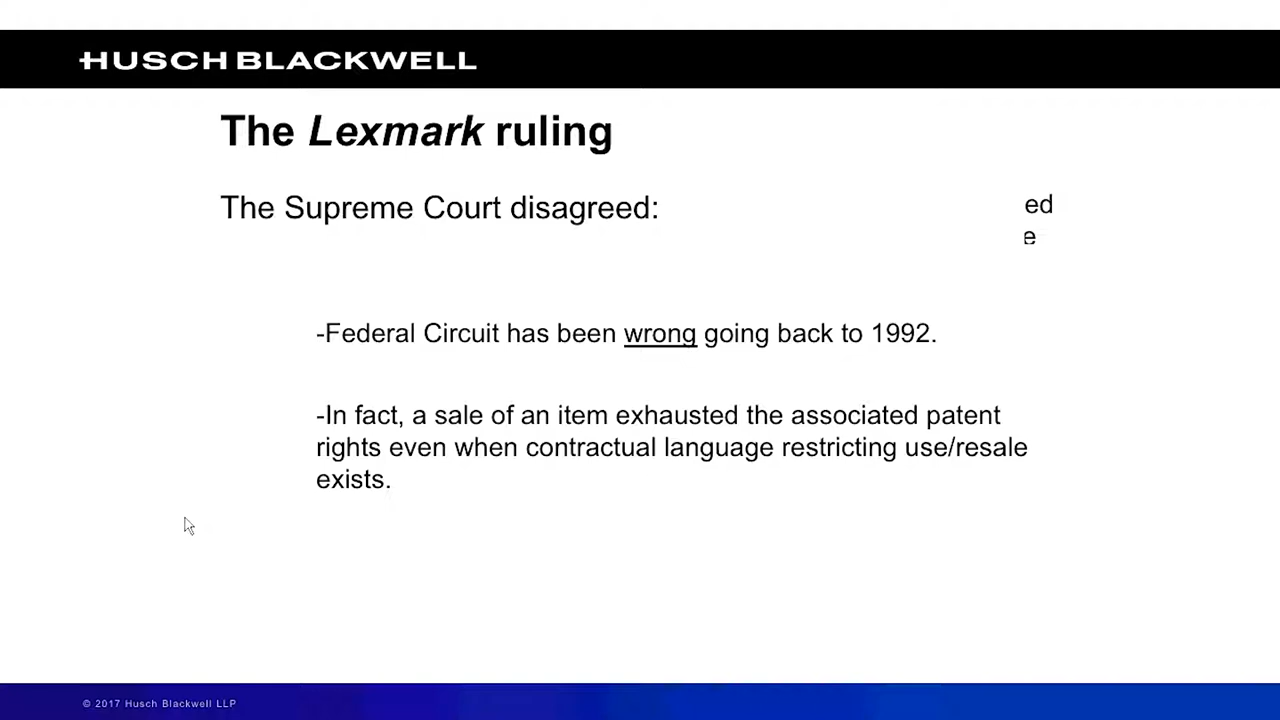 HUSCH BLACKWELL
The Lexmark ruling
The Supreme Court disagreed:
ed
e
-Federal Circuit has been wrong going back to 1992.
-In fact, a sale of an item exhausted the associated patent
rights even when contractual language restricting use/resale
exists.
© 2017 Husch Blackwell LLP